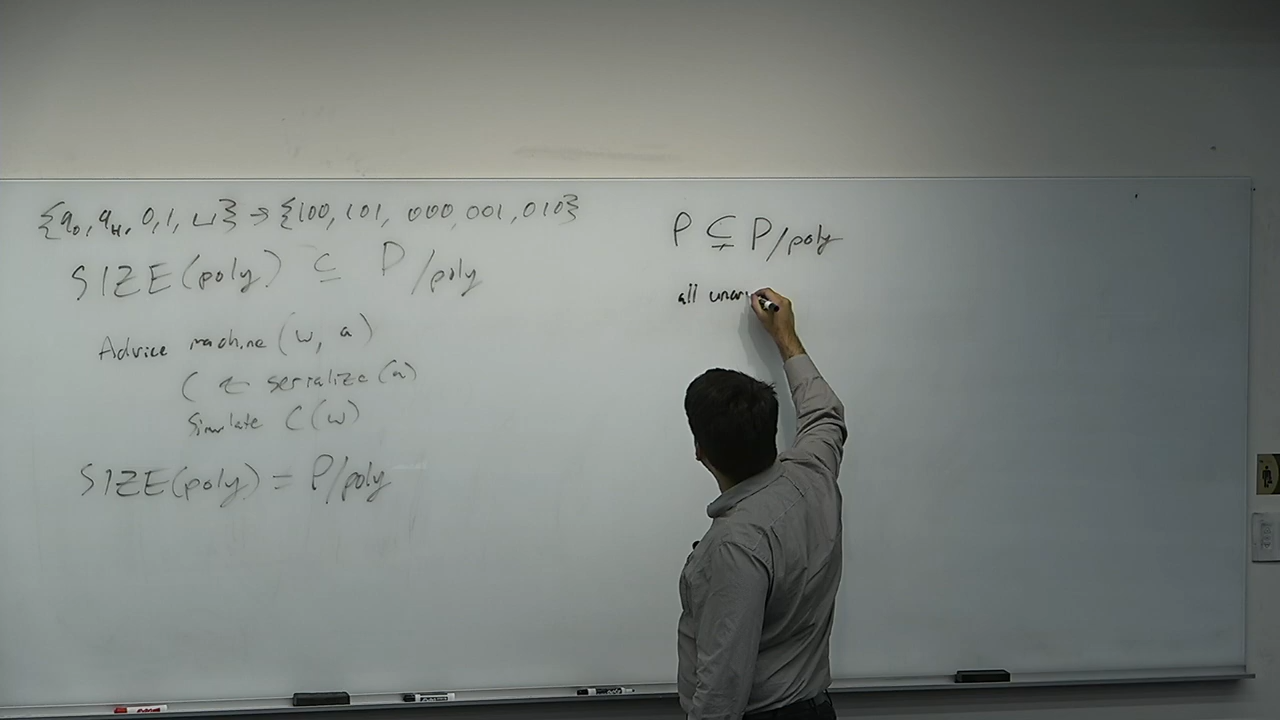 {q₀, qₕ, 0, 1, ⊔} → {100, 101, 000, 001, 010}
SIZE(poly) ⊆ P/poly
Advice machine (w, a)
C ← serialize(a)
Simulate C(w)
SIZE(poly) = P/poly
P ⊊ P/poly
all unary